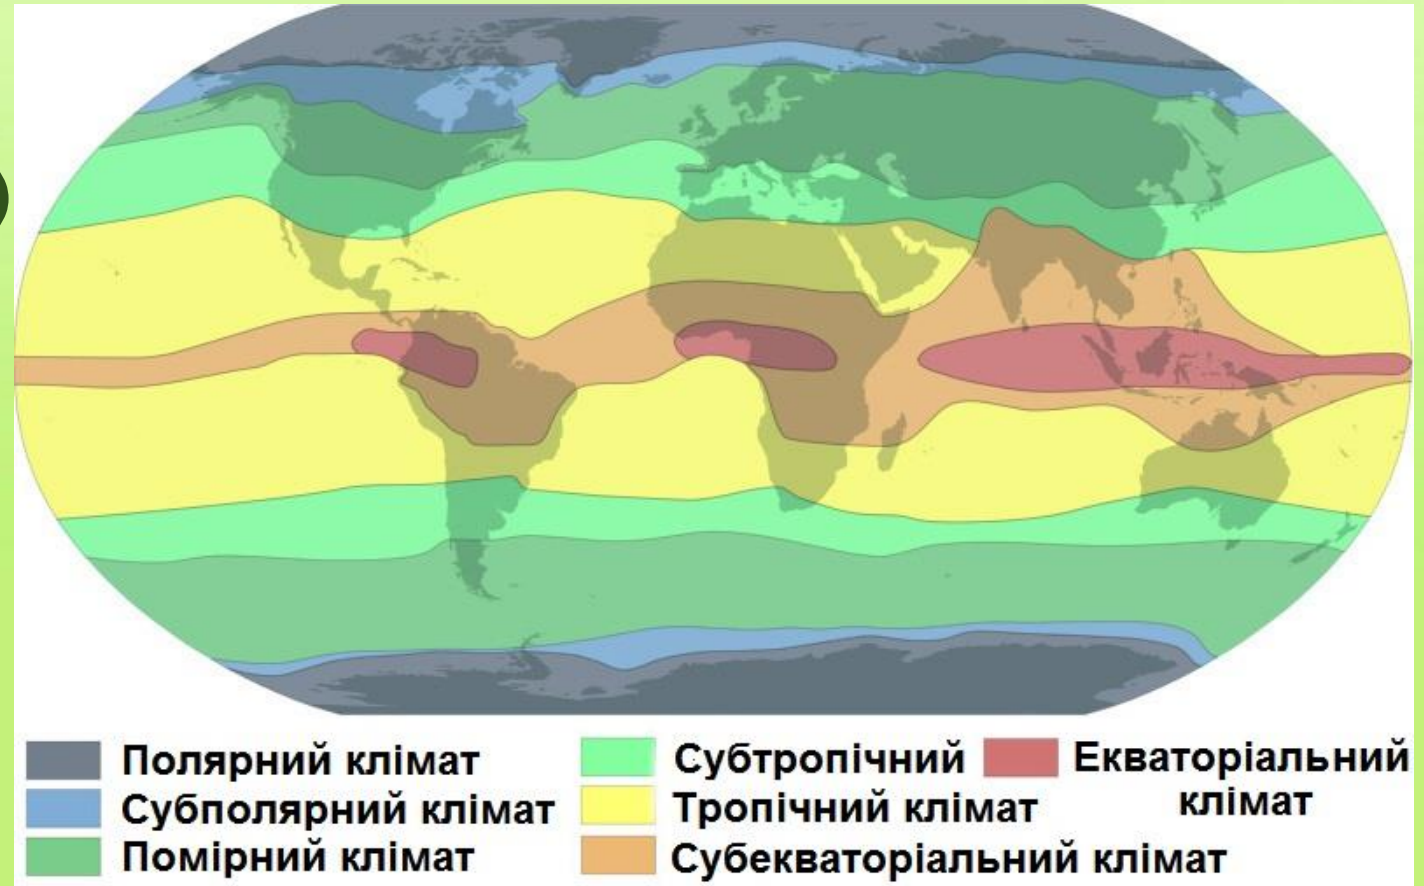 Полярний клімат
Субполярний клімат
Помірний клімат
Субтропічний
Тропічний клімат
Субекваторіальний клімат
Екваторіальний
клімат